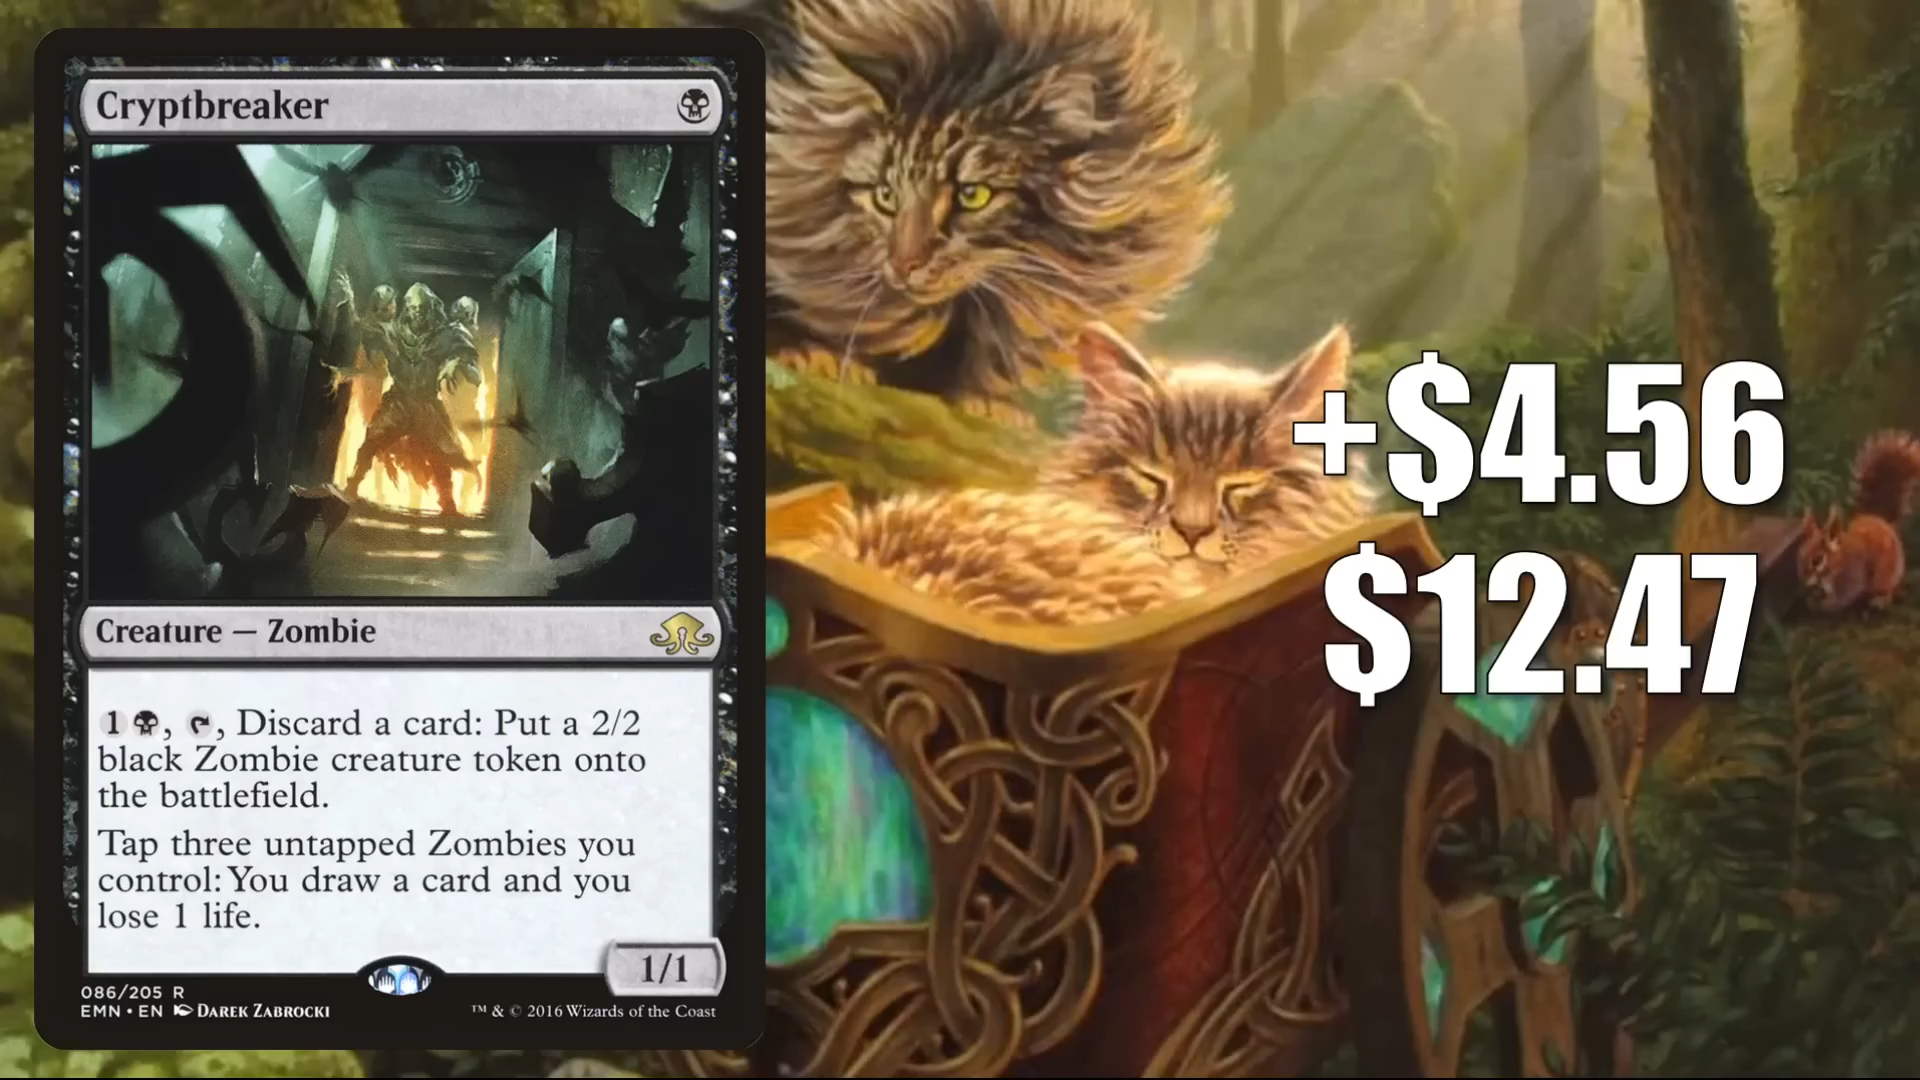 Cryptbreaker
Creature — Zombie
1, , Discard a card: Put a 2/2
black Zombie creature token onto
the battlefield.
Tap three untapped Zombies you
control: You draw a card and you
lose 1 life.
1/1
086/205 R
EMN • EN DAREK ZABROCKI
™ & © 2016 Wizards of the Coast
+$4.56
$12.47